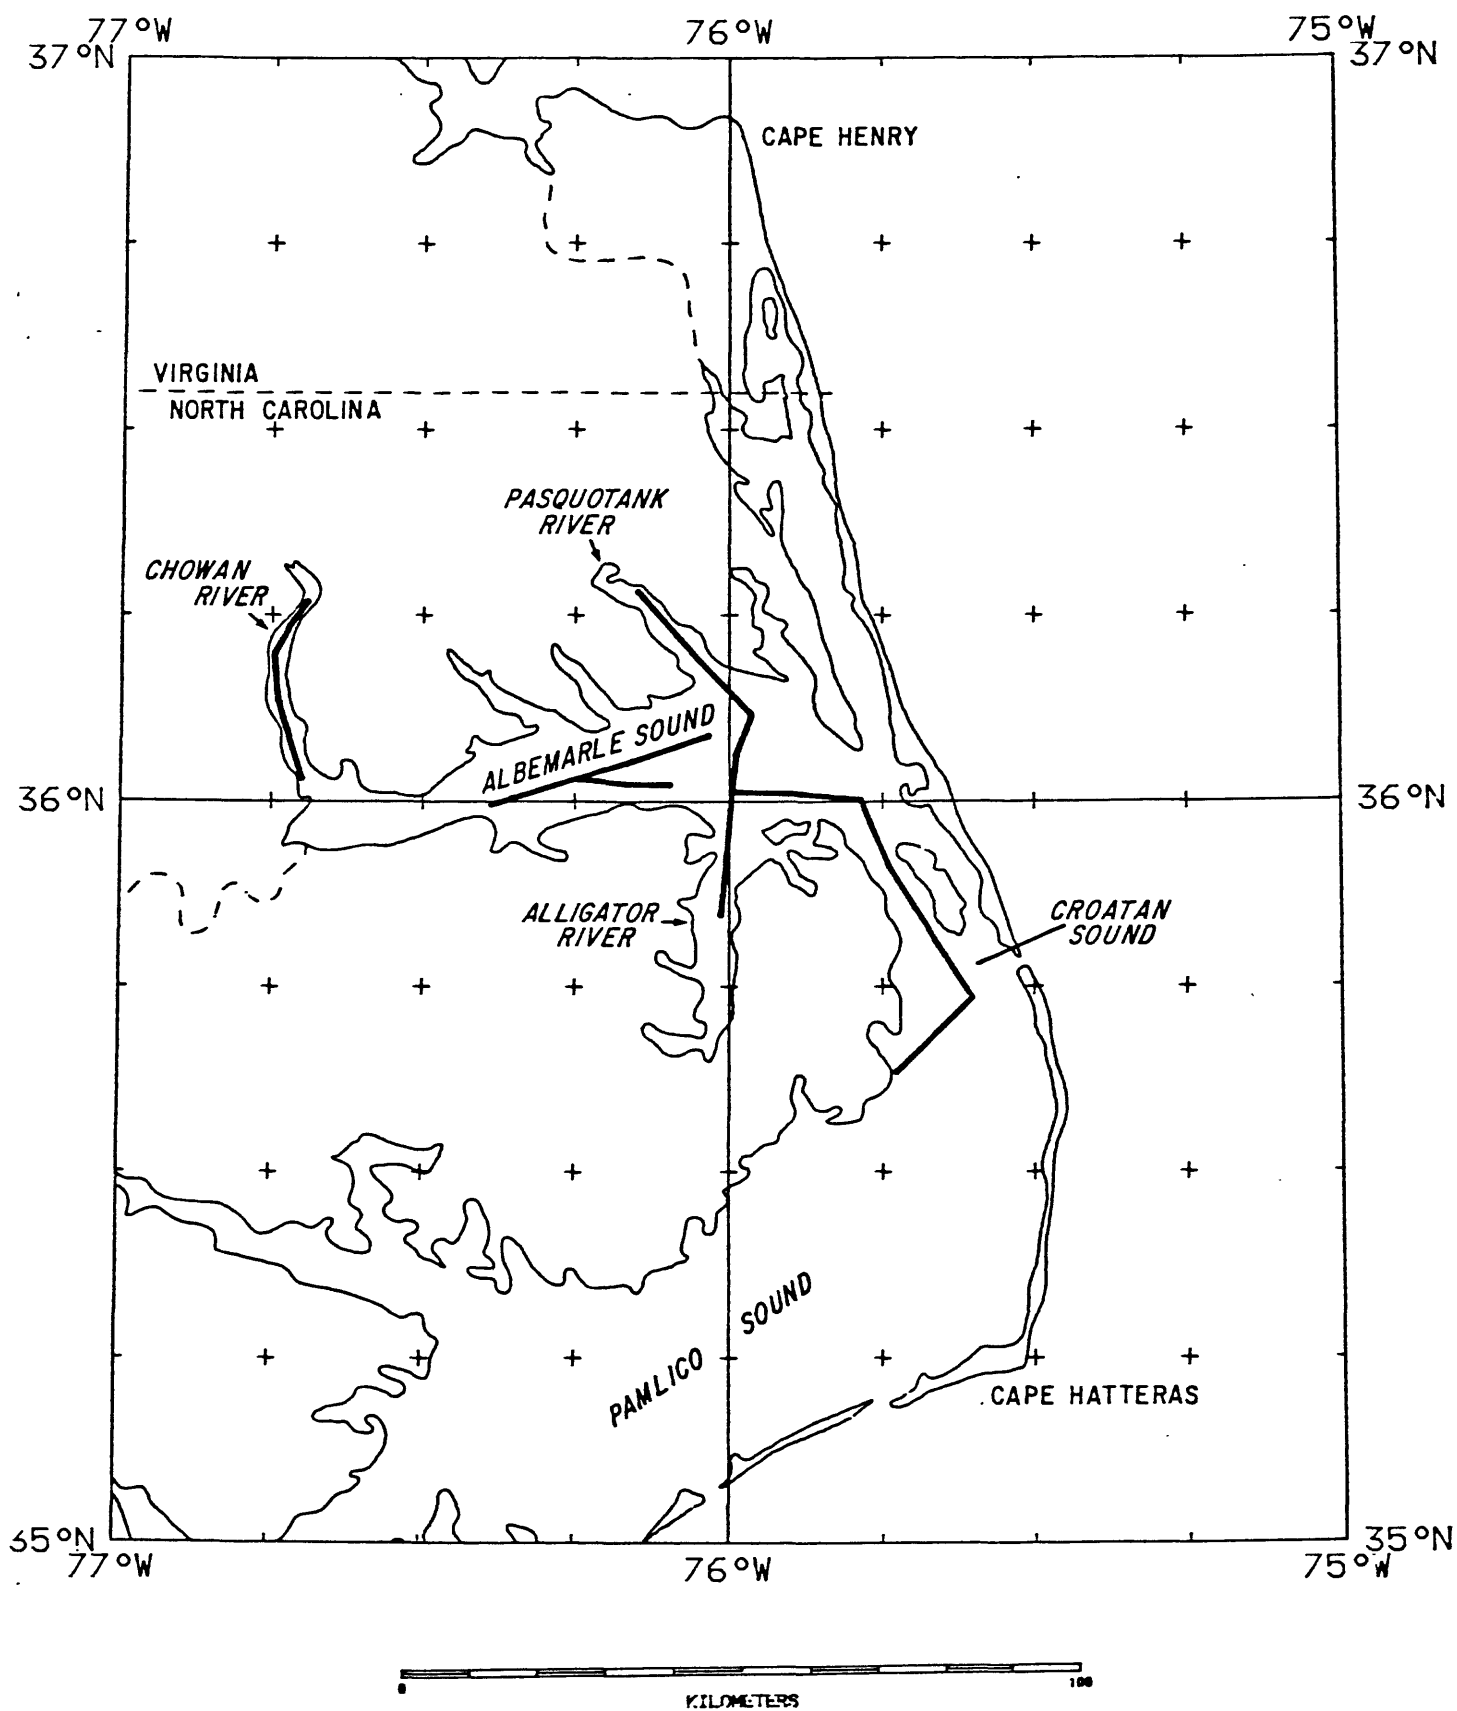 77°W
76°W
75°W
37°N
37°N
CAPE HENRY
VIRGINIA
NORTH CAROLINA
PASQUOTANK
RIVER
CHOWAN
RIVER
ALBEMARLE SOUND
36°N
36°N
ALLIGATOR
RIVER
CROATAN
SOUND
PAMLICO SOUND
CAPE HATTERAS
35°N
35°N
77°W
76°W
75°W
0
100
KILOMETERS